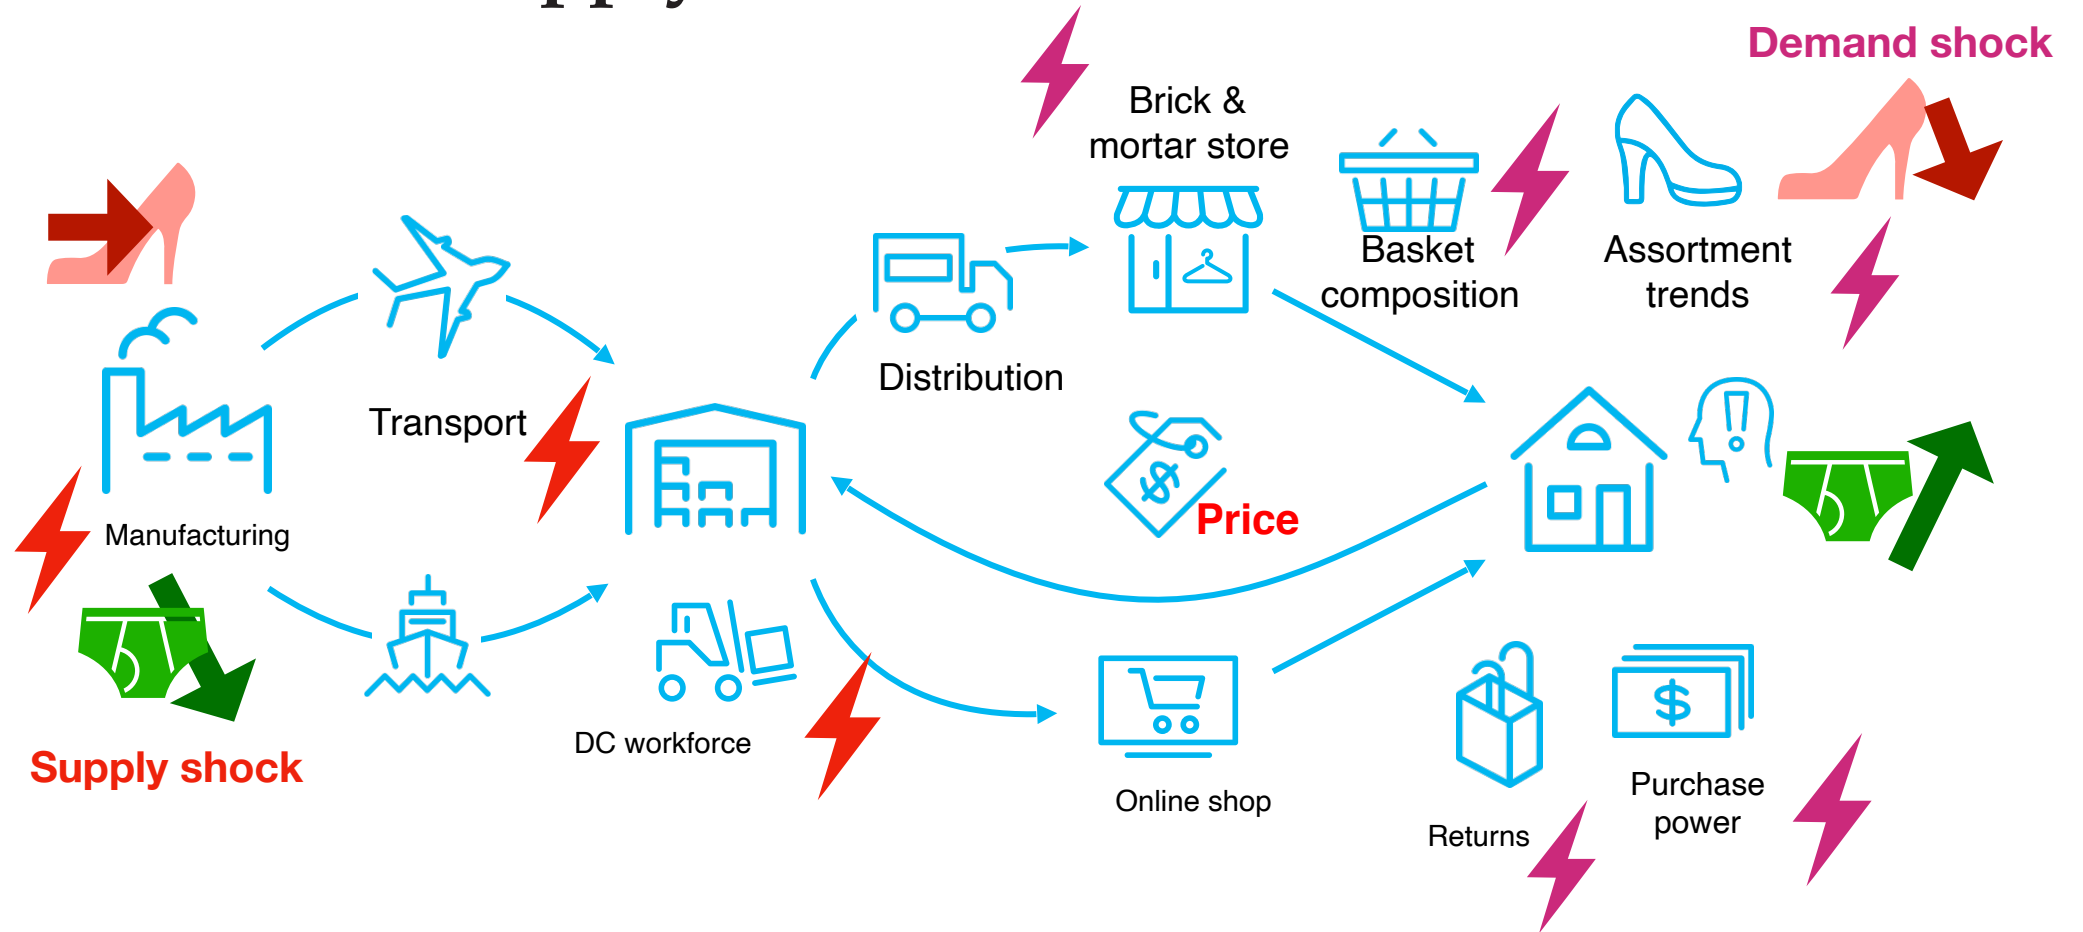 Demand shock
Brick &
mortar store
Basket
composition
Assortment
trends
Distribution
Transport
Manufacturing
$
Price
Supply shock
DC workforce
Online shop
$
Purchase
power
Returns